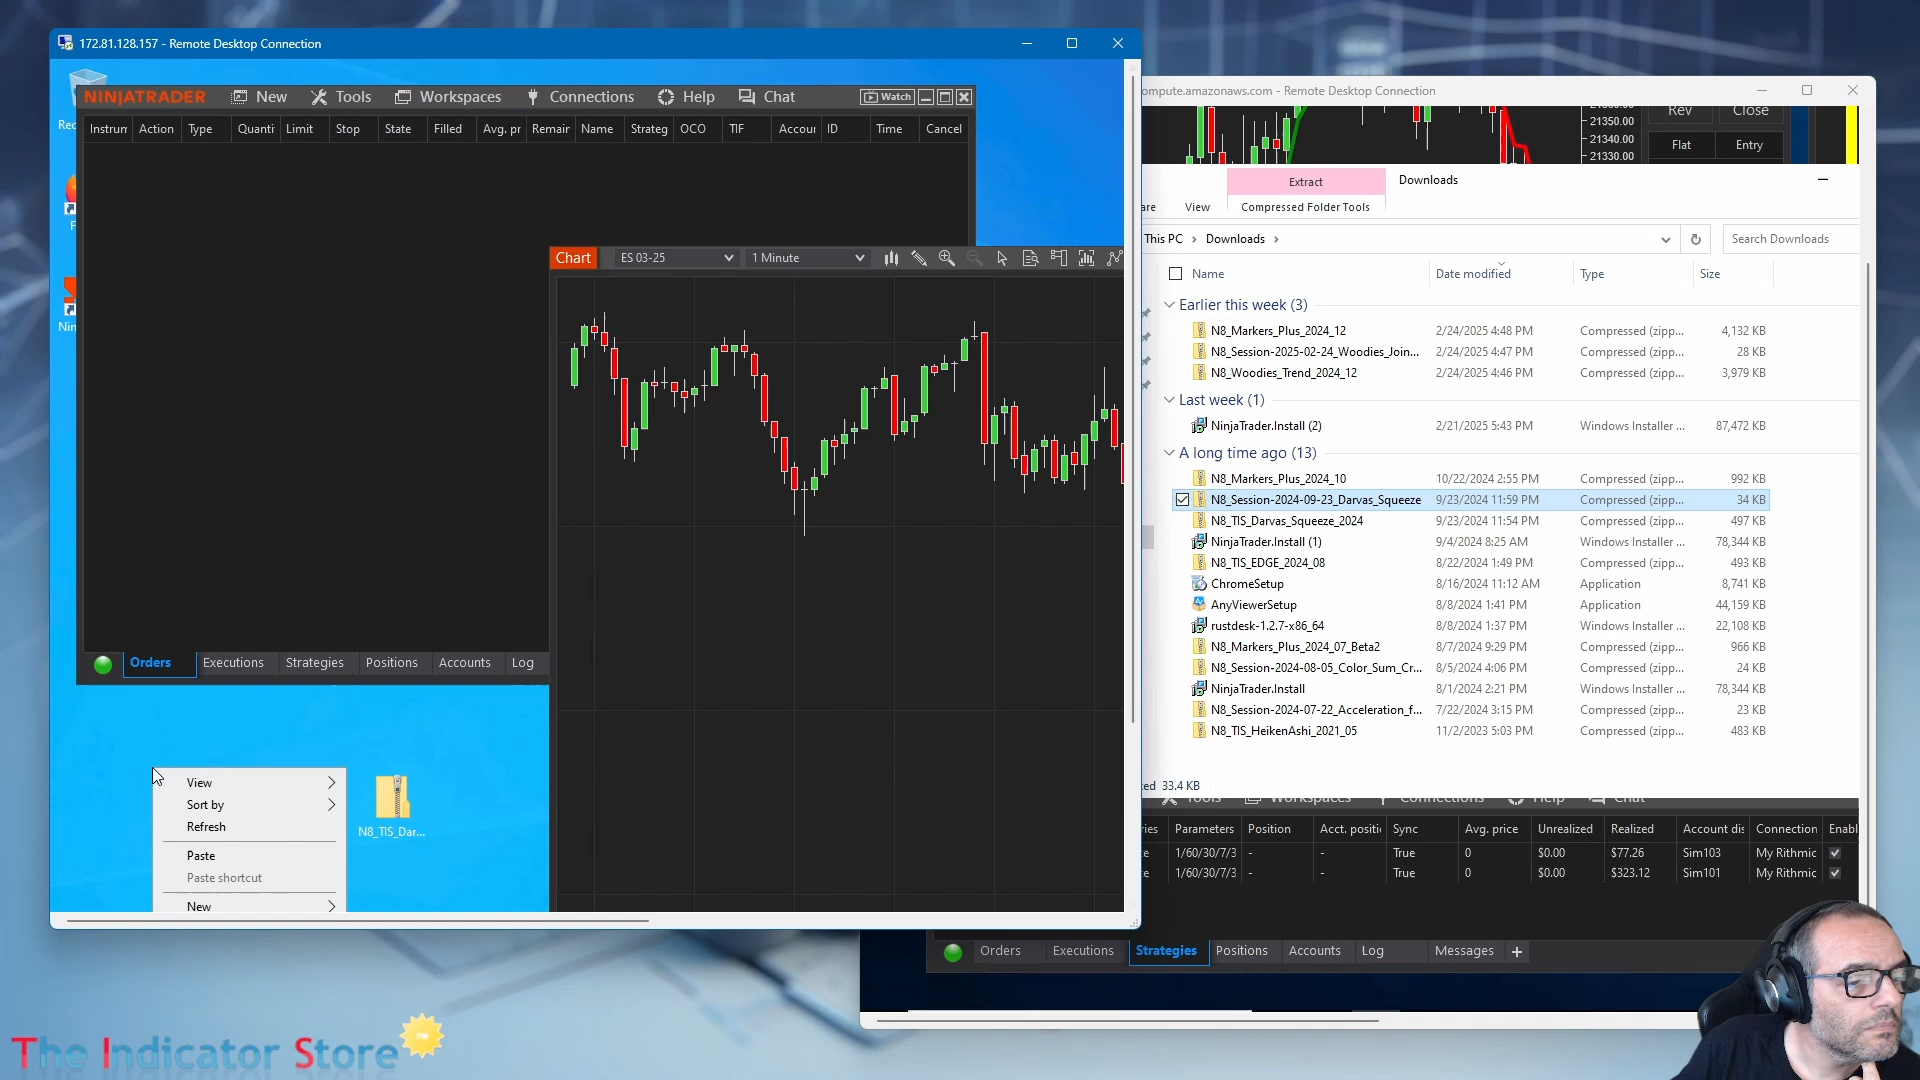 172.81.128.157 - Remote Desktop Connection
NINJATRADER New Tools Workspaces Connections Help Chat Watch
Action Type Quanti Limit Stop State Filled Avg. pr Remain Name Strateg OCO TIF Accour ID Time Cancel
Chart ES 03-25 1 Minute
Orders Executions Strategies Positions Accounts Log
View
Sort by
Refresh
Paste
Paste shortcut
New
N8_TIS_Dar...
ompute.amazonaws.com - Remote Desktop Connection
21350.00
21340.00
21330.00
Rev Close
Flat Entry
Extract Downloads
are View Compressed Folder Tools
This PC > Downloads > Search Downloads
Name Date modified Type Size
Earlier this week (3)
N8_Markers_Plus_2024_12 2/24/2025 4:48 PM Compressed (zipp... 4,132 KB
N8_Session-2025-02-24_Woodies_Join... 2/24/2025 4:47 PM Compressed (zipp... 28 KB
N8_Woodies_Trend_2024_12 2/24/2025 4:46 PM Compressed (zipp... 3,979 KB
Last week (1)
NinjaTrader.Install (2) 2/21/2025 5:43 PM Windows Installer ... 87,472 KB
A long time ago (13)
N8_Markers_Plus_2024_10 10/22/2024 2:55 PM Compressed (zipp... 992 KB
N8_Session-2024-09-23_Darvas_Squeeze 9/23/2024 11:59 PM Compressed (zipp... 34 KB
N8_TIS_Darvas_Squeeze_2024 9/23/2024 11:54 PM Compressed (zipp... 497 KB
NinjaTrader.Install (1) 9/4/2024 8:25 AM Windows Installer ... 78,344 KB
N8_TIS_EDGE_2024_08 8/22/2024 1:49 PM Compressed (zipp... 493 KB
ChromeSetup 8/16/2024 11:12 AM Application 8,741 KB
AnyViewerSetup 8/8/2024 1:41 PM Application 44,159 KB
rustdesk-1.2.7-x86_64 8/8/2024 1:37 PM Windows Installer ... 22,108 KB
N8_Markers_Plus_2024_07_Beta2 8/7/2024 9:29 PM Compressed (zipp... 966 KB
N8_Session-2024-08-05_Color_Sum_Cr... 8/5/2024 4:06 PM Compressed (zipp... 24 KB
NinjaTrader.Install 8/1/2024 2:21 PM Windows Installer ... 78,344 KB
N8_Session-2024-07-22_Acceleration_f... 7/22/2024 3:15 PM Compressed (zipp... 23 KB
N8_TIS_HeikenAshi_2021_05 11/2/2023 5:03 PM Compressed (zipp... 483 KB
ed 33.4 KB
Tools Workspaces Connections Help Chat
ies Parameters Position Acct. positi Sync Avg. price Unrealized Realized Account dis Connection Enabl
e 1/60/30/7/3 - - True 0 $0.00 $77.26 Sim103 My Rithmic
e 1/60/30/7/3 - - True 0 $0.00 $323.12 Sim101 My Rithmic
Orders Executions Strategies Positions Accounts Log Messages +
The Indicator Store